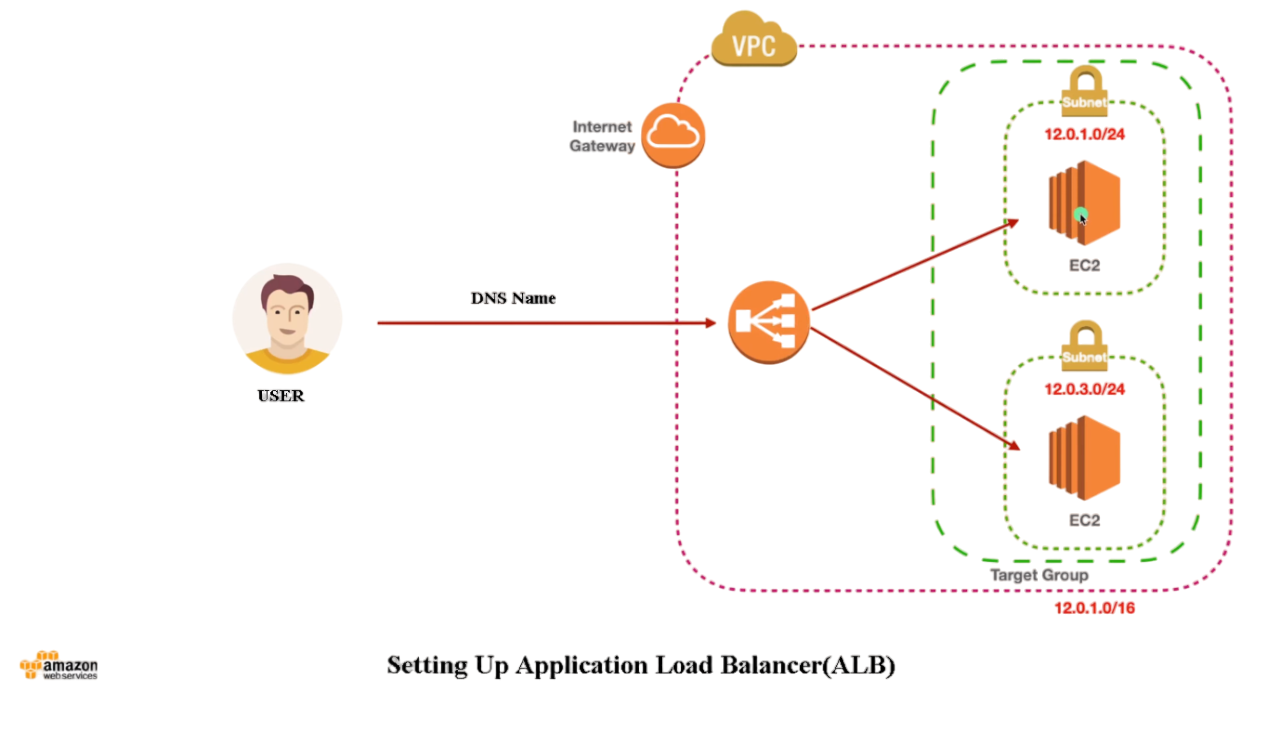 VPC
Internet
Gateway
Subnet
12.0.1.0/24
EC2
DNS Name
USER
Subnet
12.0.3.0/24
EC2
Target Group
12.0.1.0/16
amazon
webservices
Setting Up Application Load Balancer(ALB)